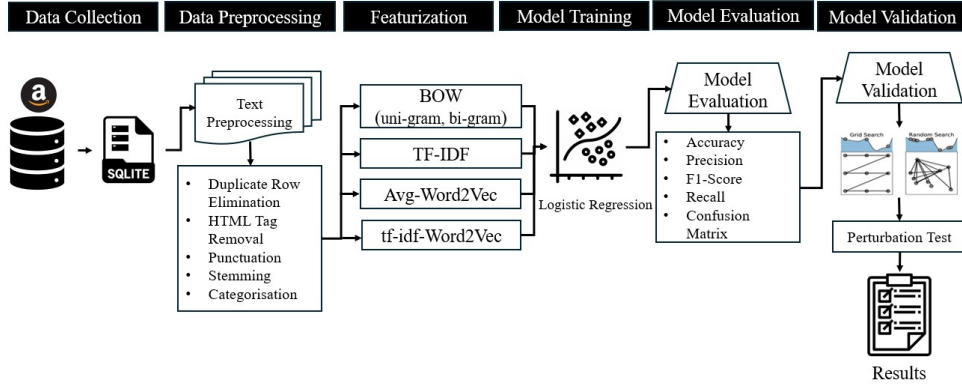 Data Collection
Data Preprocessing
Featurization
Model Training
Model Evaluation
Model Validation
a
SQLITE
Text
Preprocessing
• Duplicate Row
Elimination
• HTML Tag
Removal
• Punctuation
• Stemming
• Categorisation
BOW
(uni-gram, bi-gram)
TF-IDF
Avg-Word2Vec
tf-idf-Word2Vec
Logistic Regression
Model
Evaluation
• Accuracy
• Precision
• F1-Score
• Recall
• Confusion
Matrix
Model
Validation
Grid Search
Random Search
Perturbation Test
Results